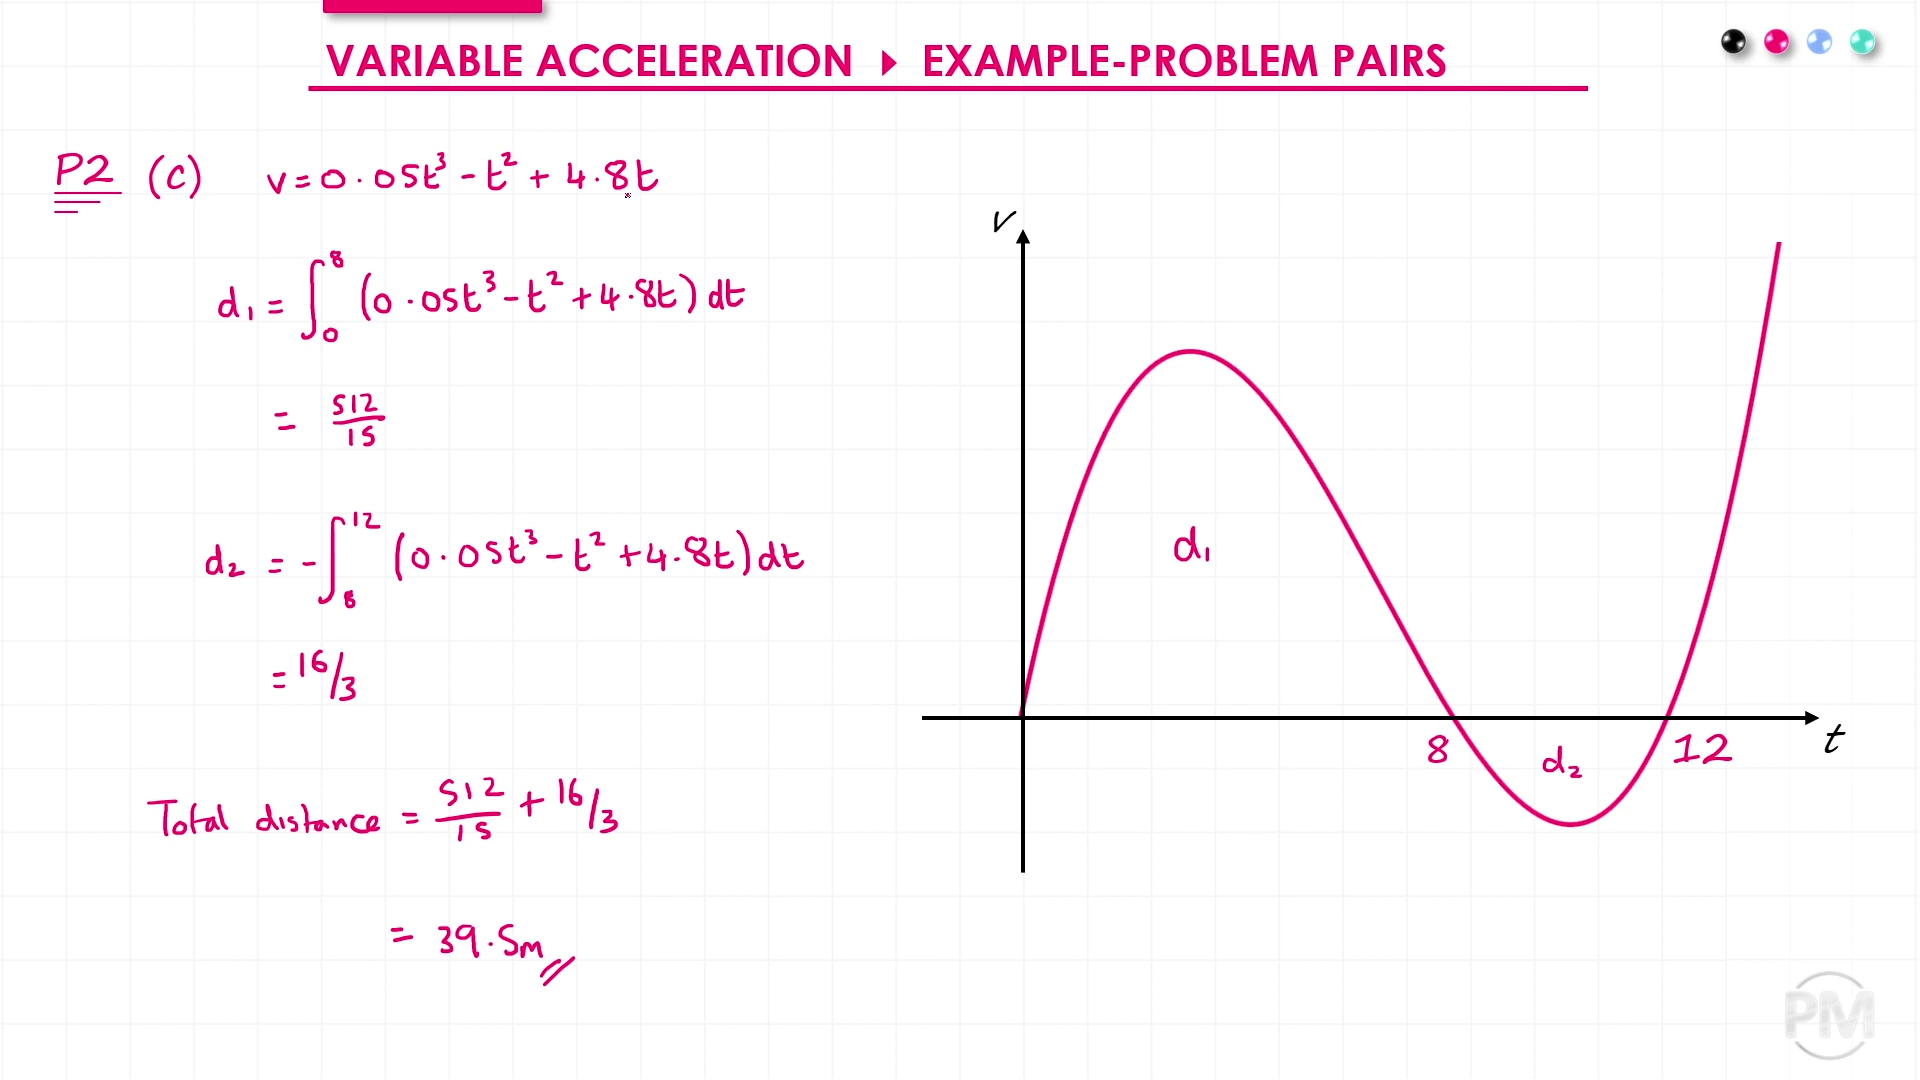 VARIABLE ACCELERATION ▸ EXAMPLE-PROBLEM PAIRS
P2 (c) v = 0.05t³ - t² + 4.8t
d₁ = ∫₀⁸ (0.05t³ - t² + 4.8t) dt
= 512/15
d₂ = -∫₈¹² (0.05t³ - t² + 4.8t) dt
= 16/3
Total distance = 512/15 + 16/3
= 39.5m
v
d₁
8
d₂
12
t
PM